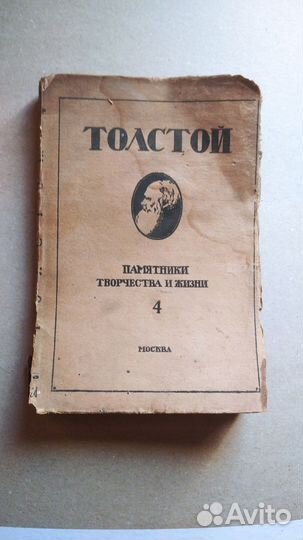 ТОЛСТОЙ
ПАМЯТНИКИ
ТВОРЧЕСТВА И ЖИЗНИ
4
МОСКВА
Avito